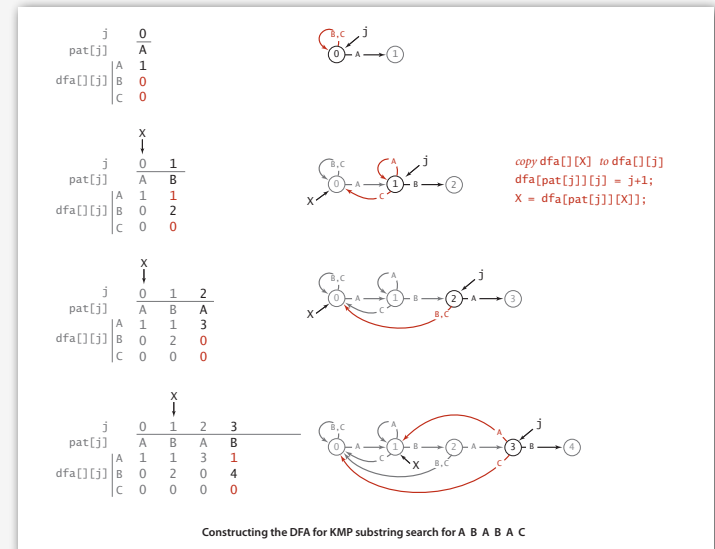 j 0
pat[j] A
A 1
dfa[][j] B 0
C 0
B,C j
0 A 1
X
j 0 1
pat[j] A B
A 1 1
dfa[][j] B 0 2
C 0 0
B,C A j
0 A 1 B 2
X C
copy dfa[][X] to dfa[][j]
dfa[pat[j]][j] = j+1;
X = dfa[pat[j]][X]];
X
j 0 1 2
pat[j] A B A
A 1 1 3
dfa[][j] B 0 2 0
C 0 0 0
B,C A j
0 A 1 B 2 A 3
X C B,C
X
j 0 1 2 3
pat[j] A B A B
A 1 1 3 1
dfa[][j] B 0 2 0 4
C 0 0 0 0
B,C A A j
0 A 1 B 2 A 3 B 4
C X B,C C
Constructing the DFA for KMP substring search for A B A B A C